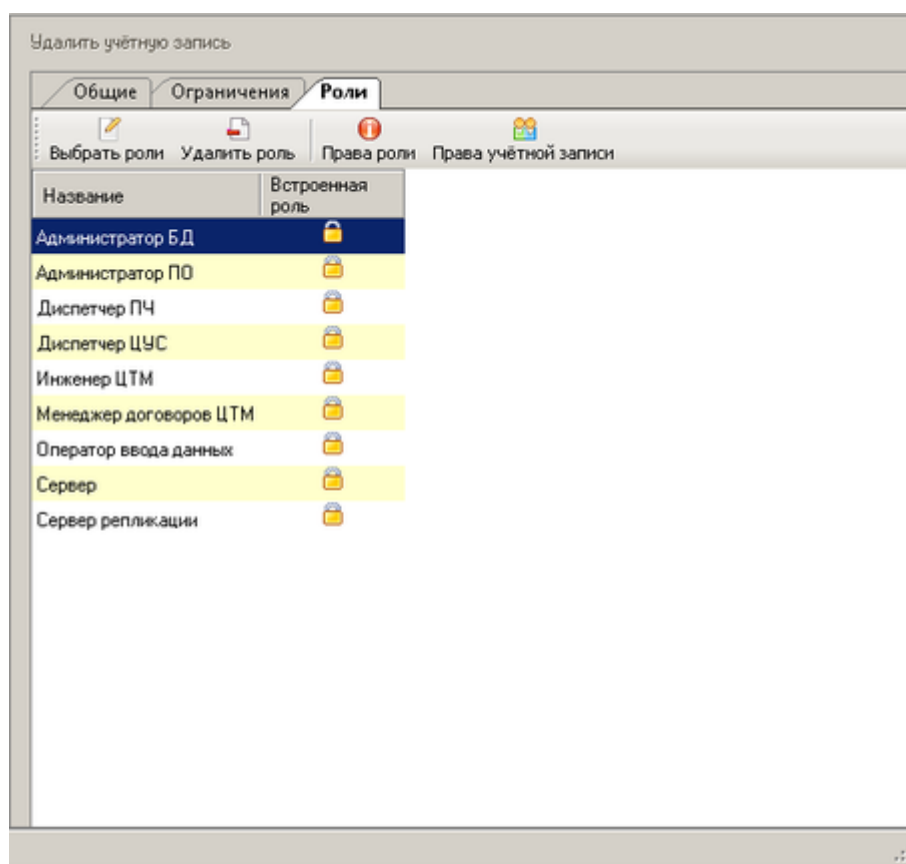 Удалить учётную запись
Общие Ограничения Роли
Выбрать роли Удалить роль Права роли Права учётной записи
Название Встроенная роль
Администратор БД
Администратор ПО
Диспетчер ПЧ
Диспетчер ЦУС
Инженер ЦТМ
Менеджер договоров ЦТМ
Оператор ввода данных
Сервер
Сервер репликации